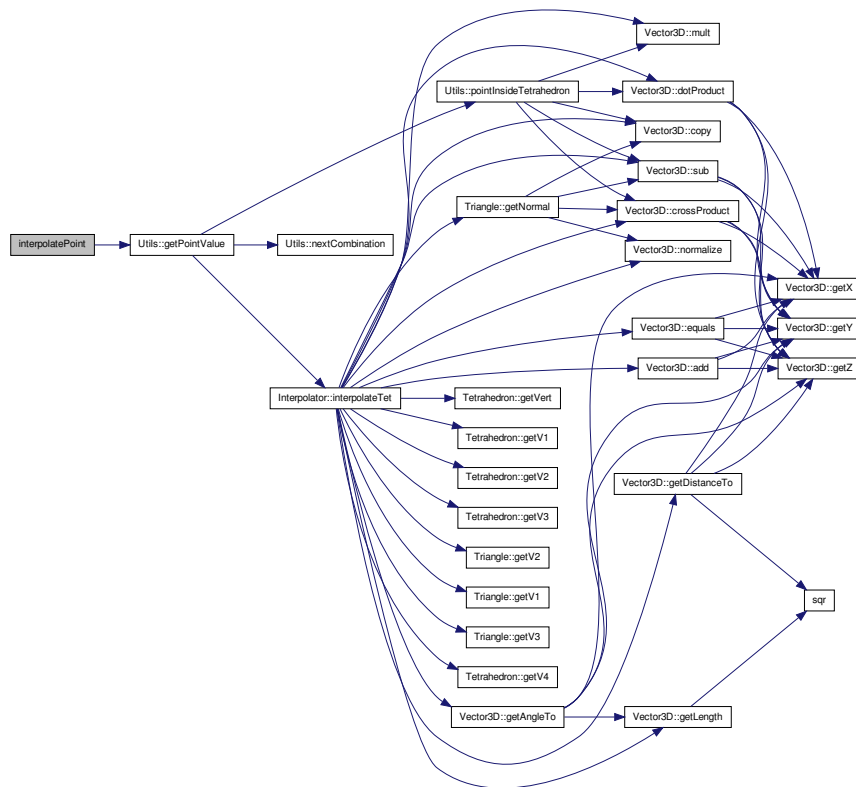 Vector3D::mult
Utils::pointInsideTetrahedron
Vector3D::dotProduct
Vector3D::copy
Vector3D::sub
Triangle::getNormal
Vector3D::crossProduct
interpolatePoint
Utils::getPointValue
Utils::nextCombination
Vector3D::normalize
Vector3D::getX
Vector3D::equals
Vector3D::getY
Vector3D::add
Vector3D::getZ
Interpolator::interpolateTet
Tetrahedron::getVert
Tetrahedron::getV1
Tetrahedron::getV2
Vector3D::getDistanceTo
Tetrahedron::getV3
Triangle::getV2
Triangle::getV1
sqr
Triangle::getV3
Tetrahedron::getV4
Vector3D::getAngleTo
Vector3D::getLength